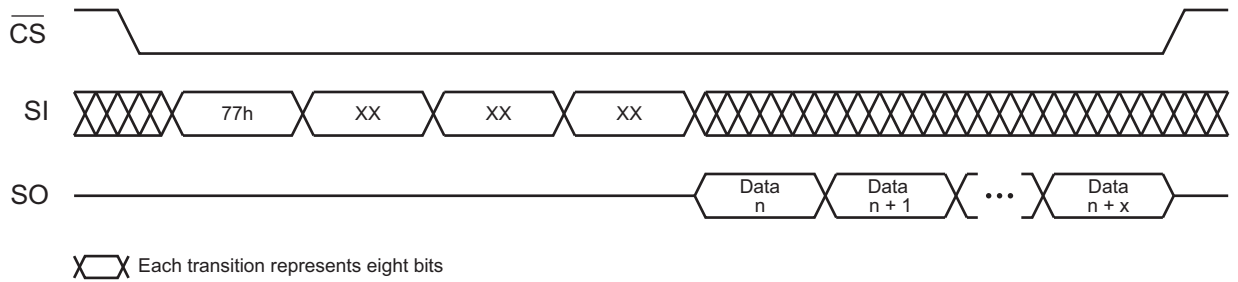 CS
SI 77h XX XX XX
SO Data n Data n + 1 ••• Data n + x
Each transition represents eight bits